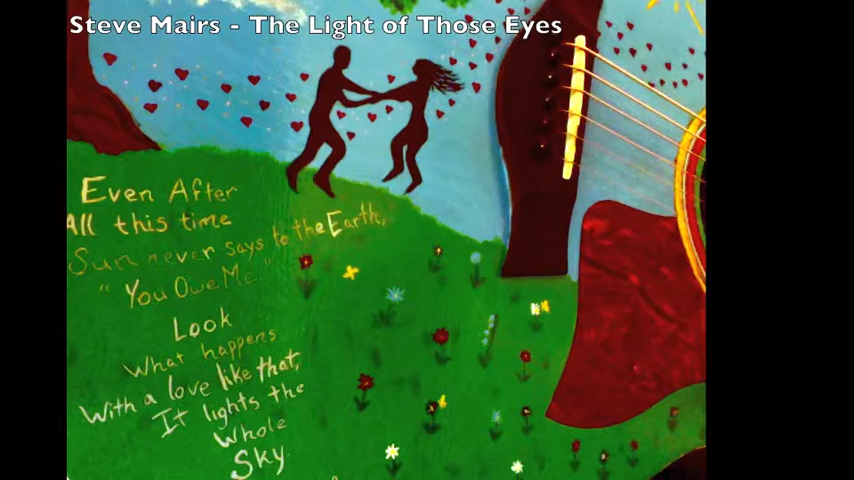 Steve Mairs - The Light of Those Eyes
Even After
All this time
Sun never says to the Earth,
"You Owe Me"
Look
What happens
With a love like that,
It lights the
Whole
Sky